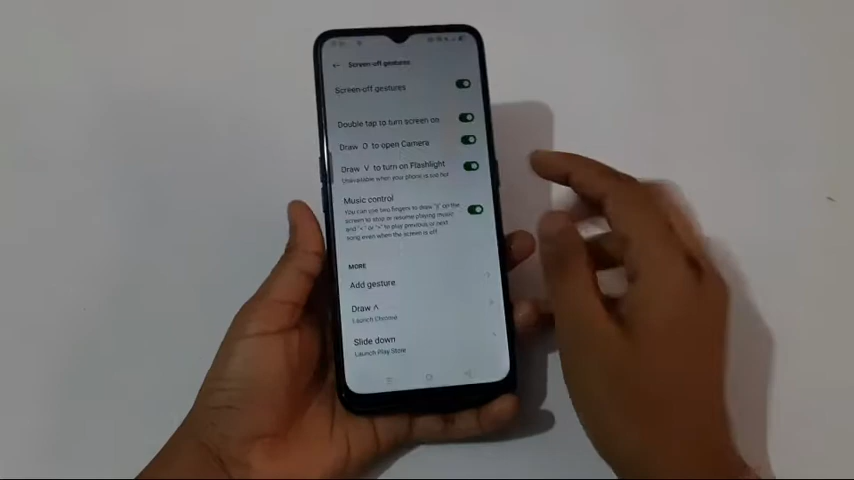 Screen-off gestures
Screen-off gestures
Double tap to turn screen on
Draw O to open Camera
Draw V to turn on Flashlight
Unavailable when your phone is too hot
Music control
You can use two fingers to draw "||" on the
screen to stop or resume playing music
and "<" or ">" to play previous or next
song even when the screen is off.
MORE
Add gesture
Draw Λ
Launch Chrome
Slide down
Launch Play Store